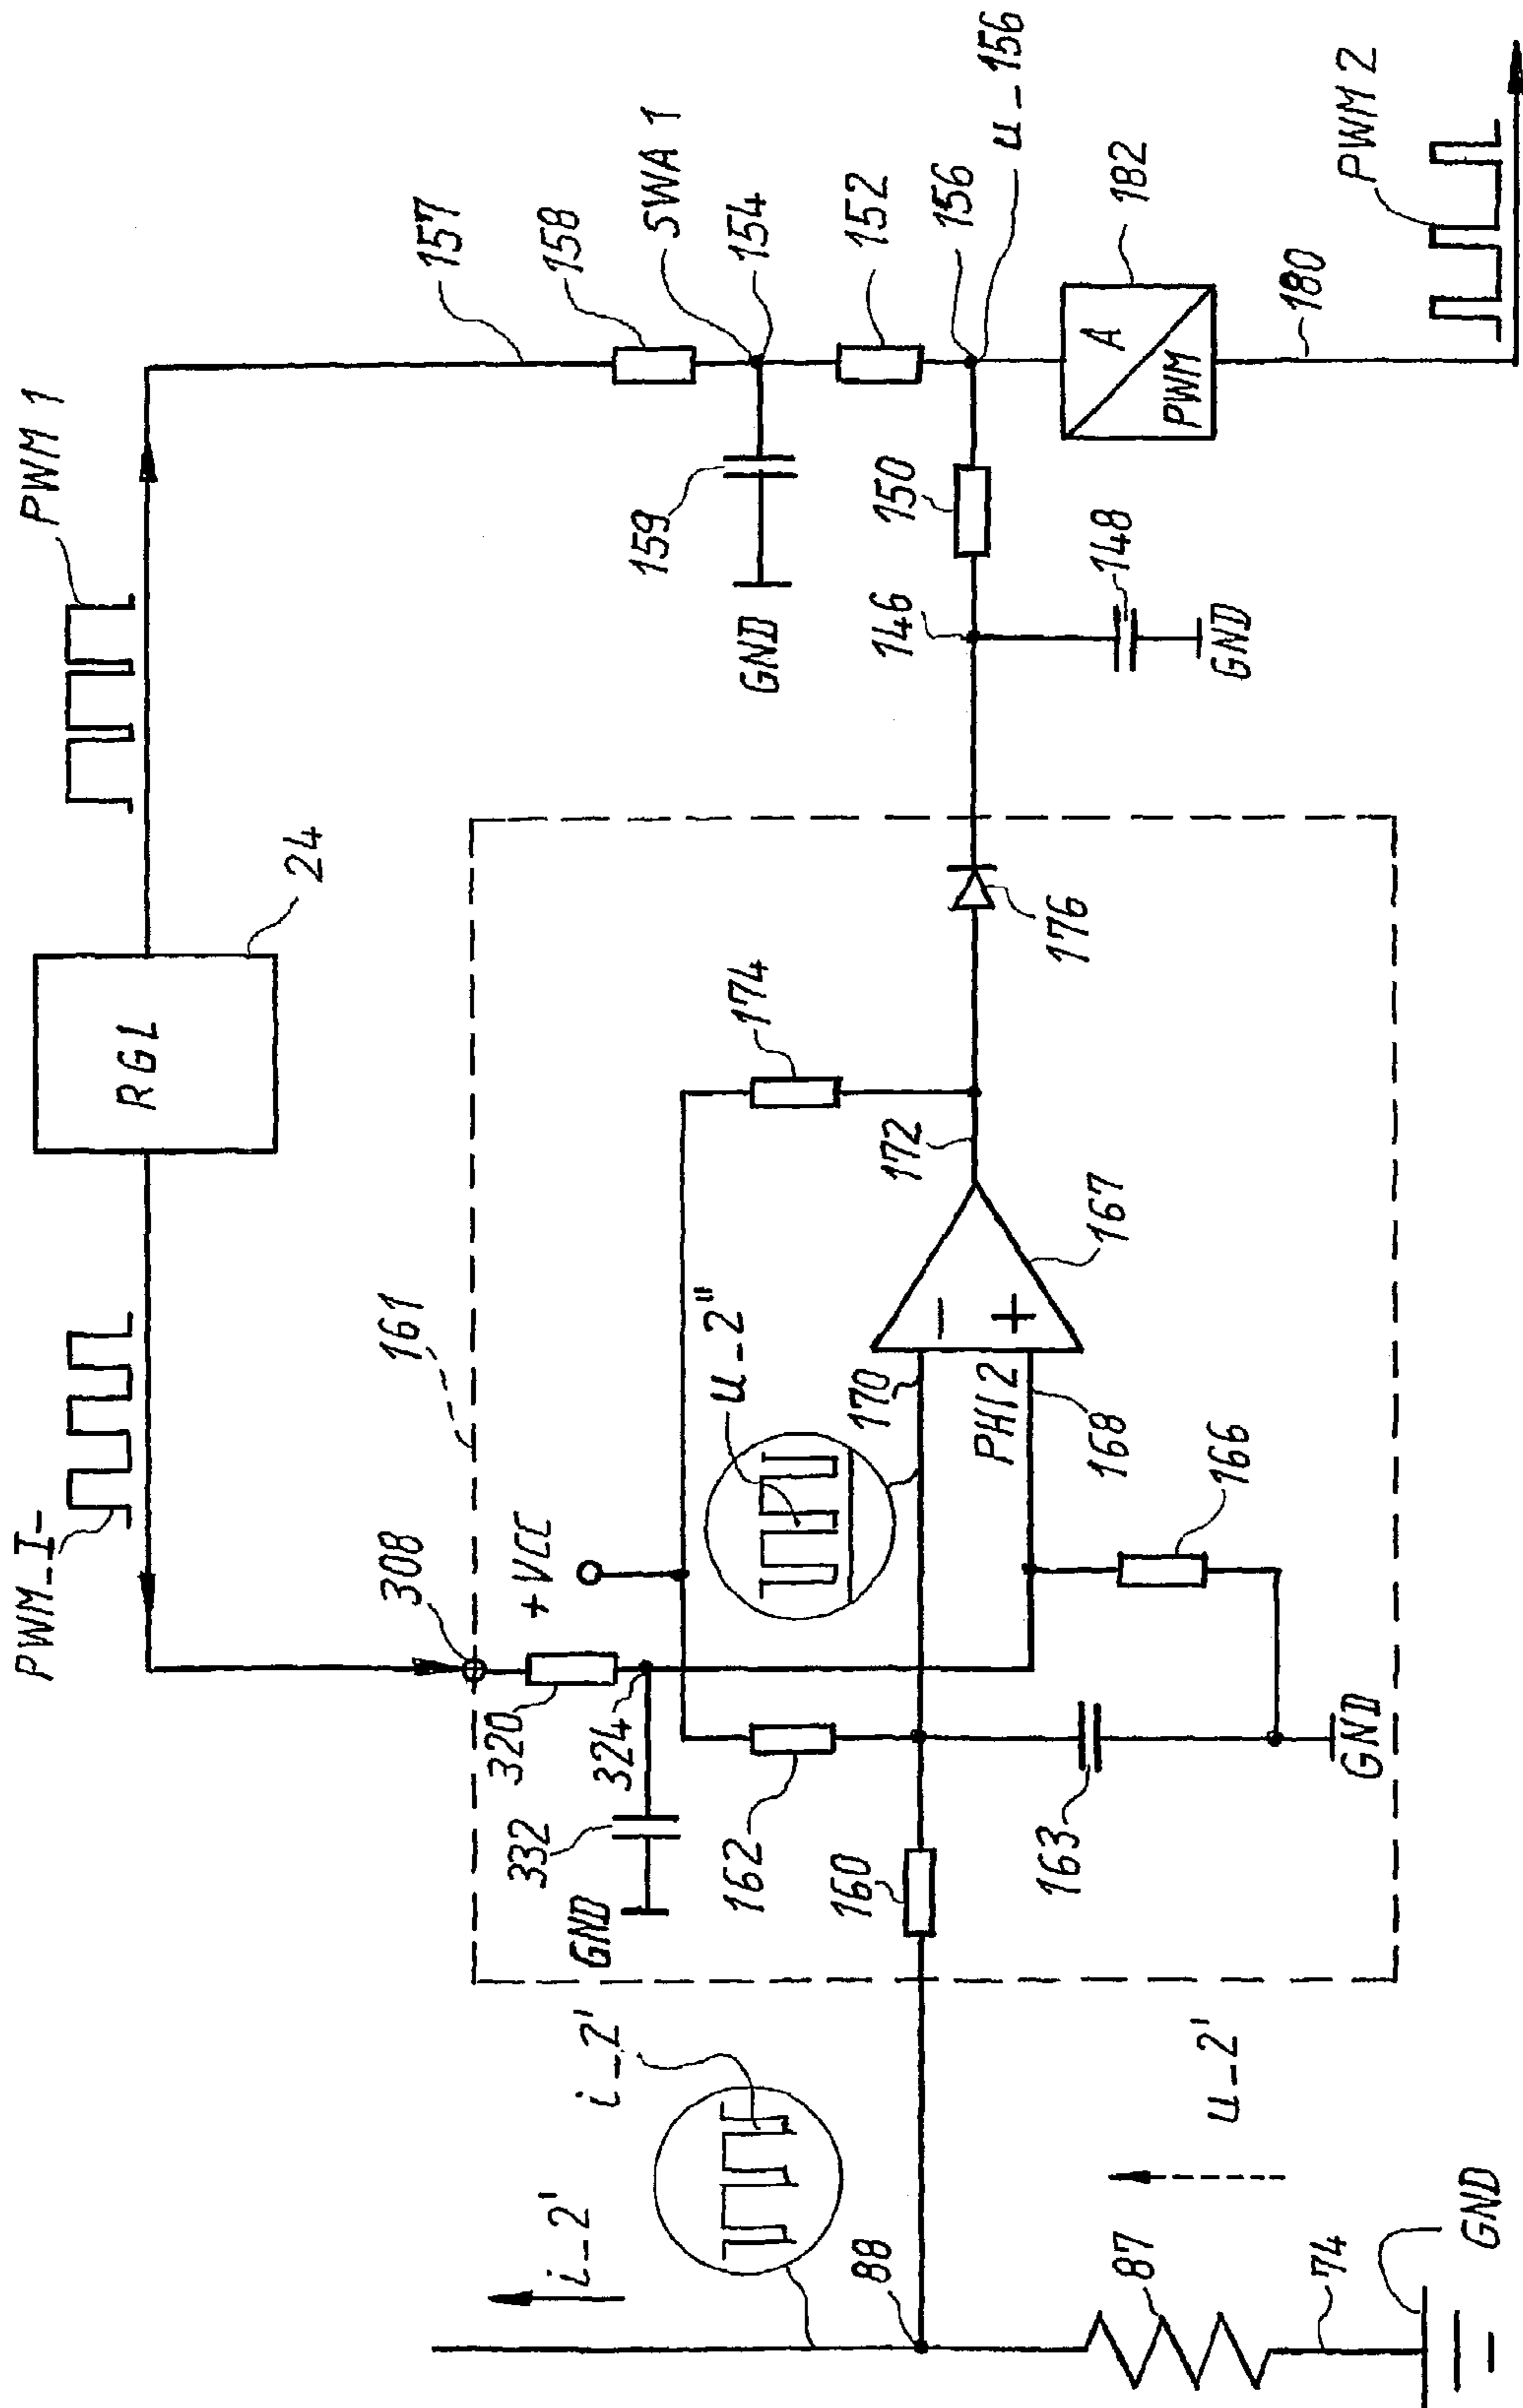 PWM_I_
RGL
24
PWM 1
157
158
SWA 1
154
159
GND
152
156
u_156
A
PWM
182
180
PWM 2
150
146
148
GND
161
308
+VCC
320
324
332
GND
162
160
163
u_2"
170
PHI 2
168
166
GND
167
172
174
176
i_2'
i_2'
88
87
74
u_2'
GND